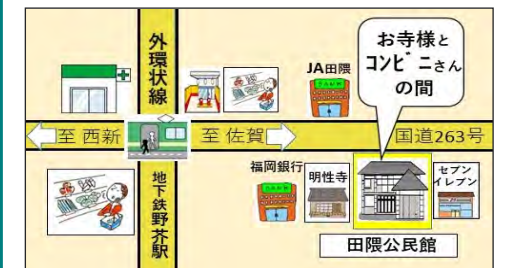 外環状線
お寺様と
コンビニさん
の間
JA田隈
至 西新
至 佐賀
国道263号
地下鉄野芥駅
福岡銀行
明性寺
セブン
イレブン
田隈公民館